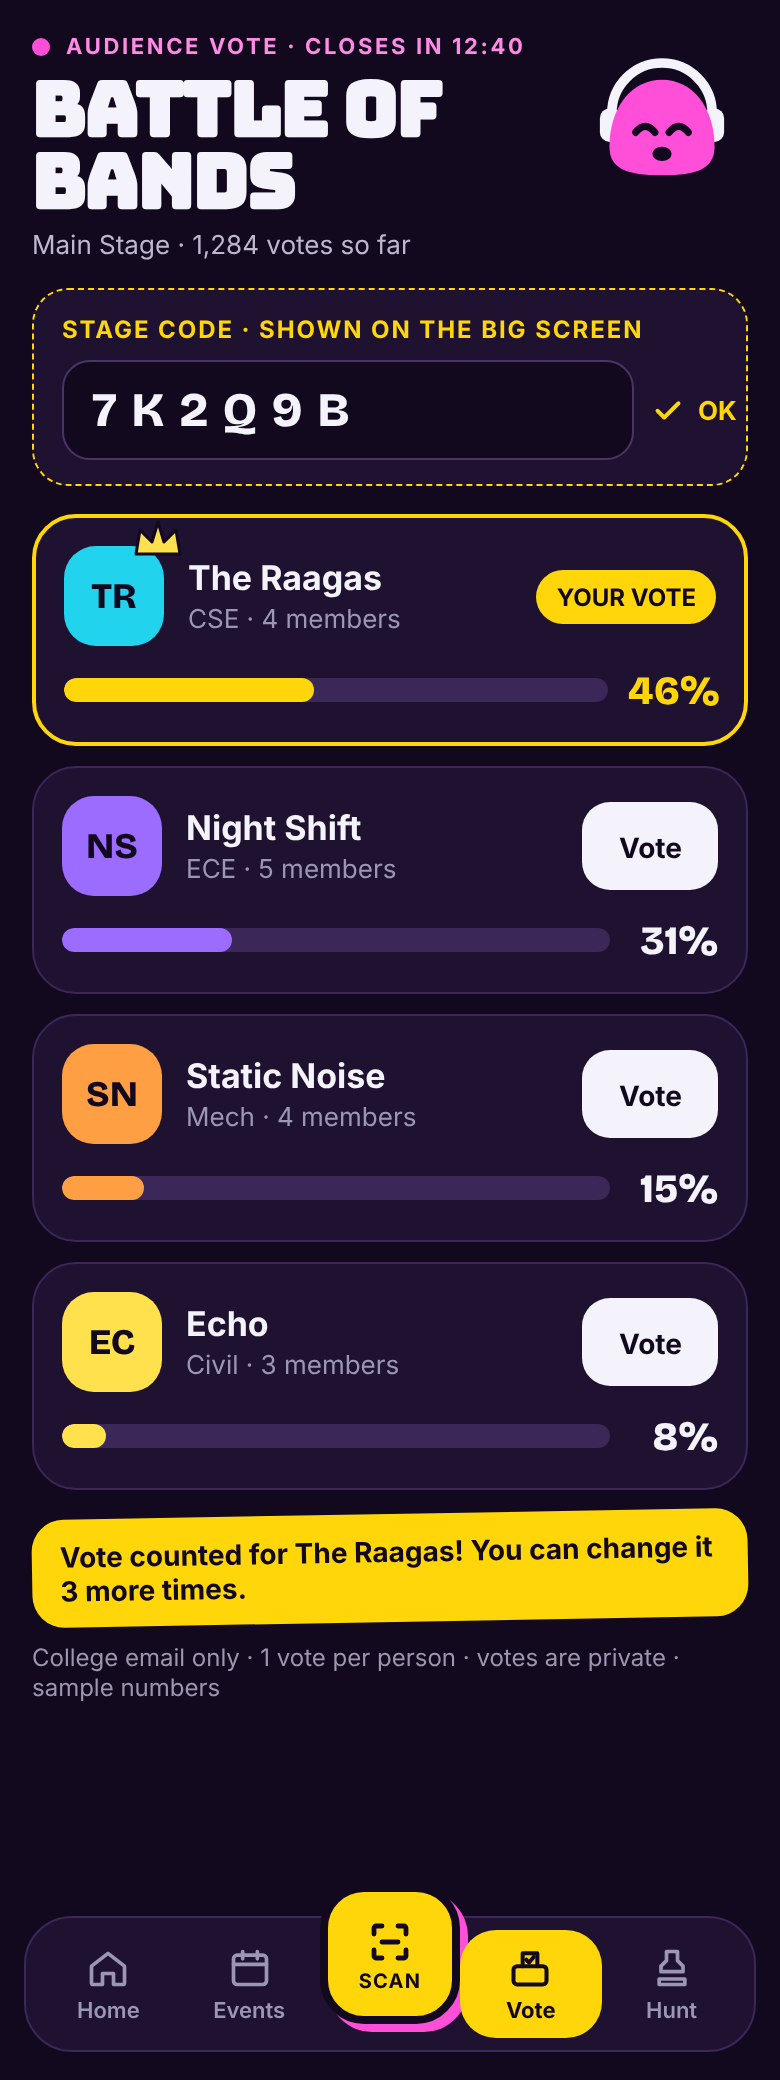 AUDIENCE VOTE · CLOSES IN 12:40
BATTLE OF
BANDS
Main Stage · 1,284 votes so far
STAGE CODE · SHOWN ON THE BIG SCREEN
7K2Q9B
OK
TR
The Raagas
CSE · 4 members
YOUR VOTE
46%
NS
Night Shift
ECE · 5 members
Vote
31%
SN
Static Noise
Mech · 4 members
Vote
15%
EC
Echo
Civil · 3 members
Vote
8%
Vote counted for The Raagas! You can change it
3 more times.
College email only · 1 vote per person · votes are private ·
sample numbers
Home
Events
SCAN
Vote
Hunt